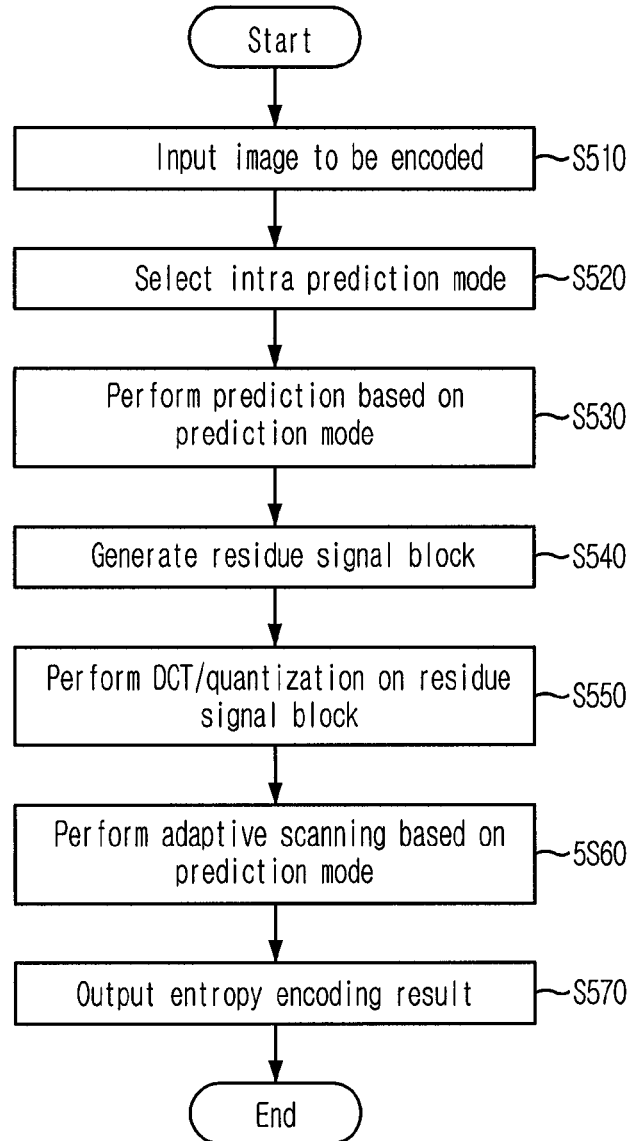 Start
Input image to be encoded
S510
Select intra prediction mode
S520
Perform prediction based on
prediction mode
S530
Generate residue signal block
S540
Perform DCT/quantization on residue
signal block
S550
Perform adaptive scanning based on
prediction mode
5S60
Output entropy encoding result
S570
End